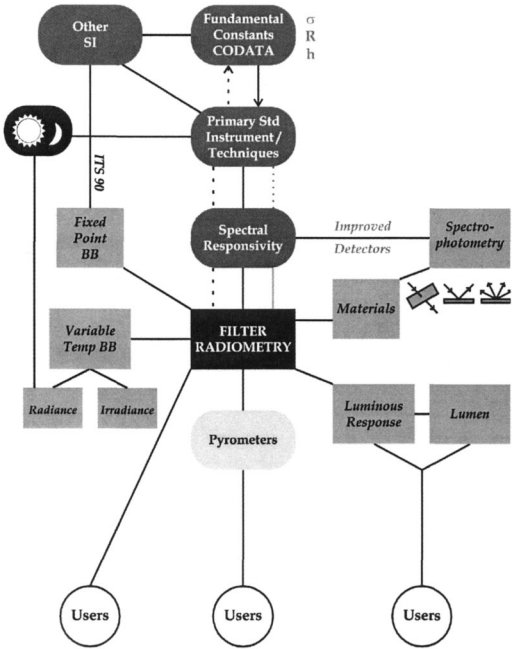 Other
SI
Fundamental
Constants
CODATA
σ
R
h
Primary Std
Instrument/
Techniques
ITS 90
Fixed
Point
BB
Spectral
Responsivity
Improved
Detectors
Spectro-
photometry
Materials
Variable
Temp BB
FILTER
RADIOMETRY
Radiance
Irradiance
Luminous
Response
Lumen
Pyrometers
Users
Users
Users